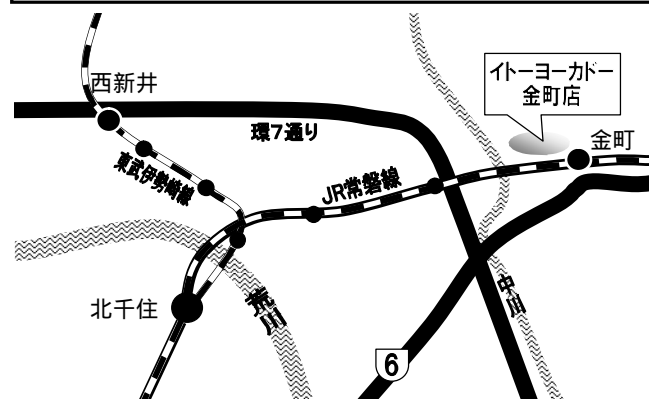 西新井
イトーヨーカドー
金町店
環7通り
金町
東武伊勢崎線
JR常磐線
北千住
荒川
中川
6